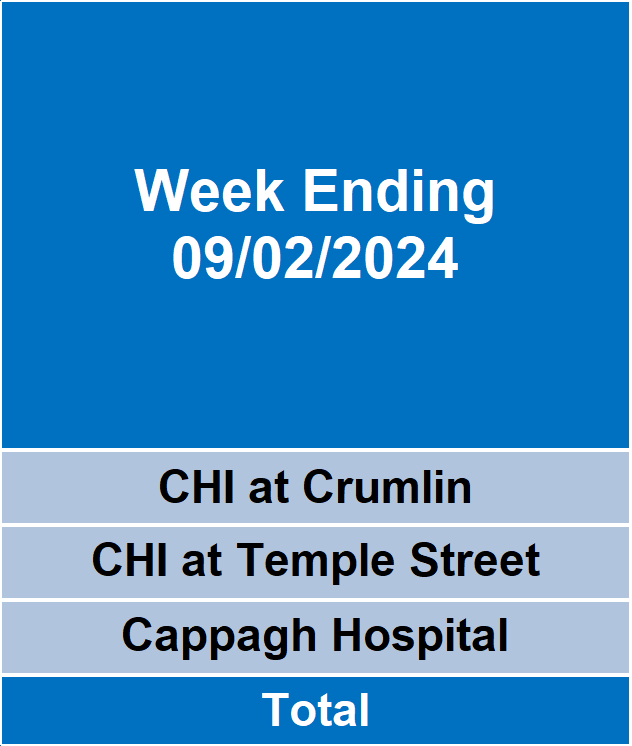 Week Ending
09/02/2024
CHI at Crumlin
CHI at Temple Street
Cappagh Hospital
Total